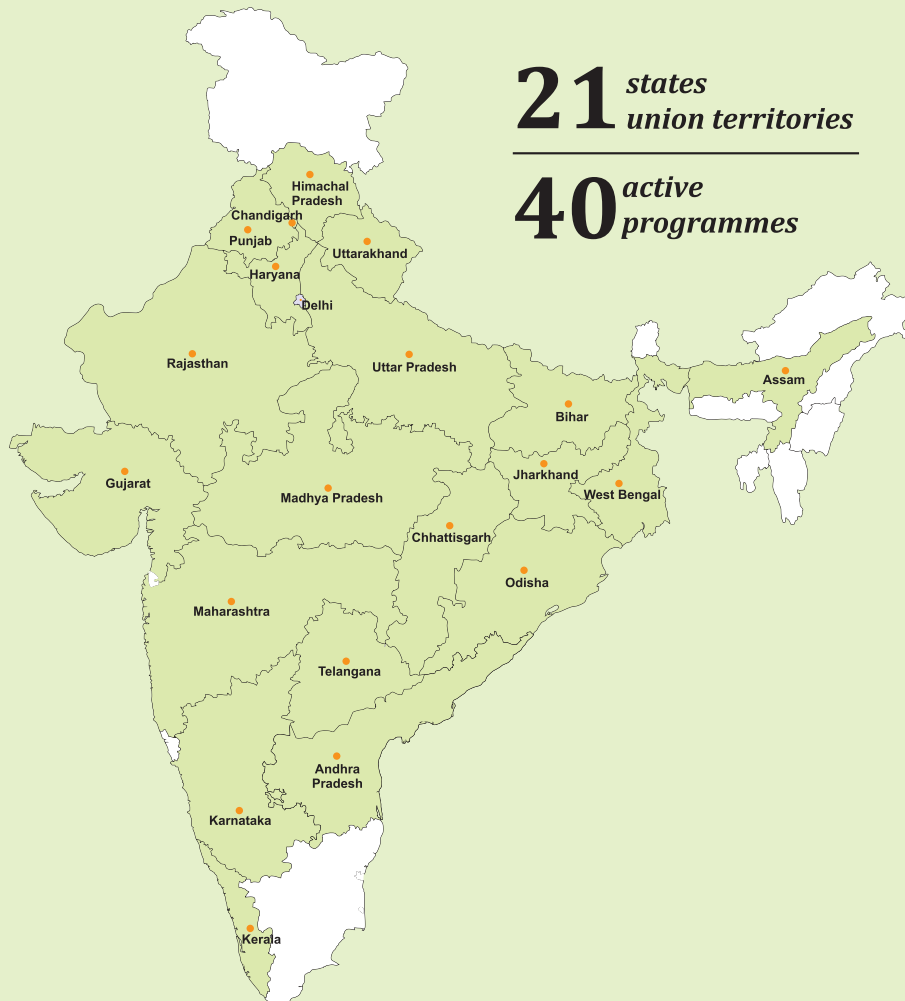 21 states
union territories
40 active
programmes
Himachal
Pradesh
Chandigarh
Punjab
Uttarakhand
Haryana
Delhi
Rajasthan
Uttar Pradesh
Assam
Bihar
Gujarat
Jharkhand
Madhya Pradesh
West Bengal
Chhattisgarh
Odisha
Maharashtra
Telangana
Andhra
Pradesh
Karnataka
Kerala